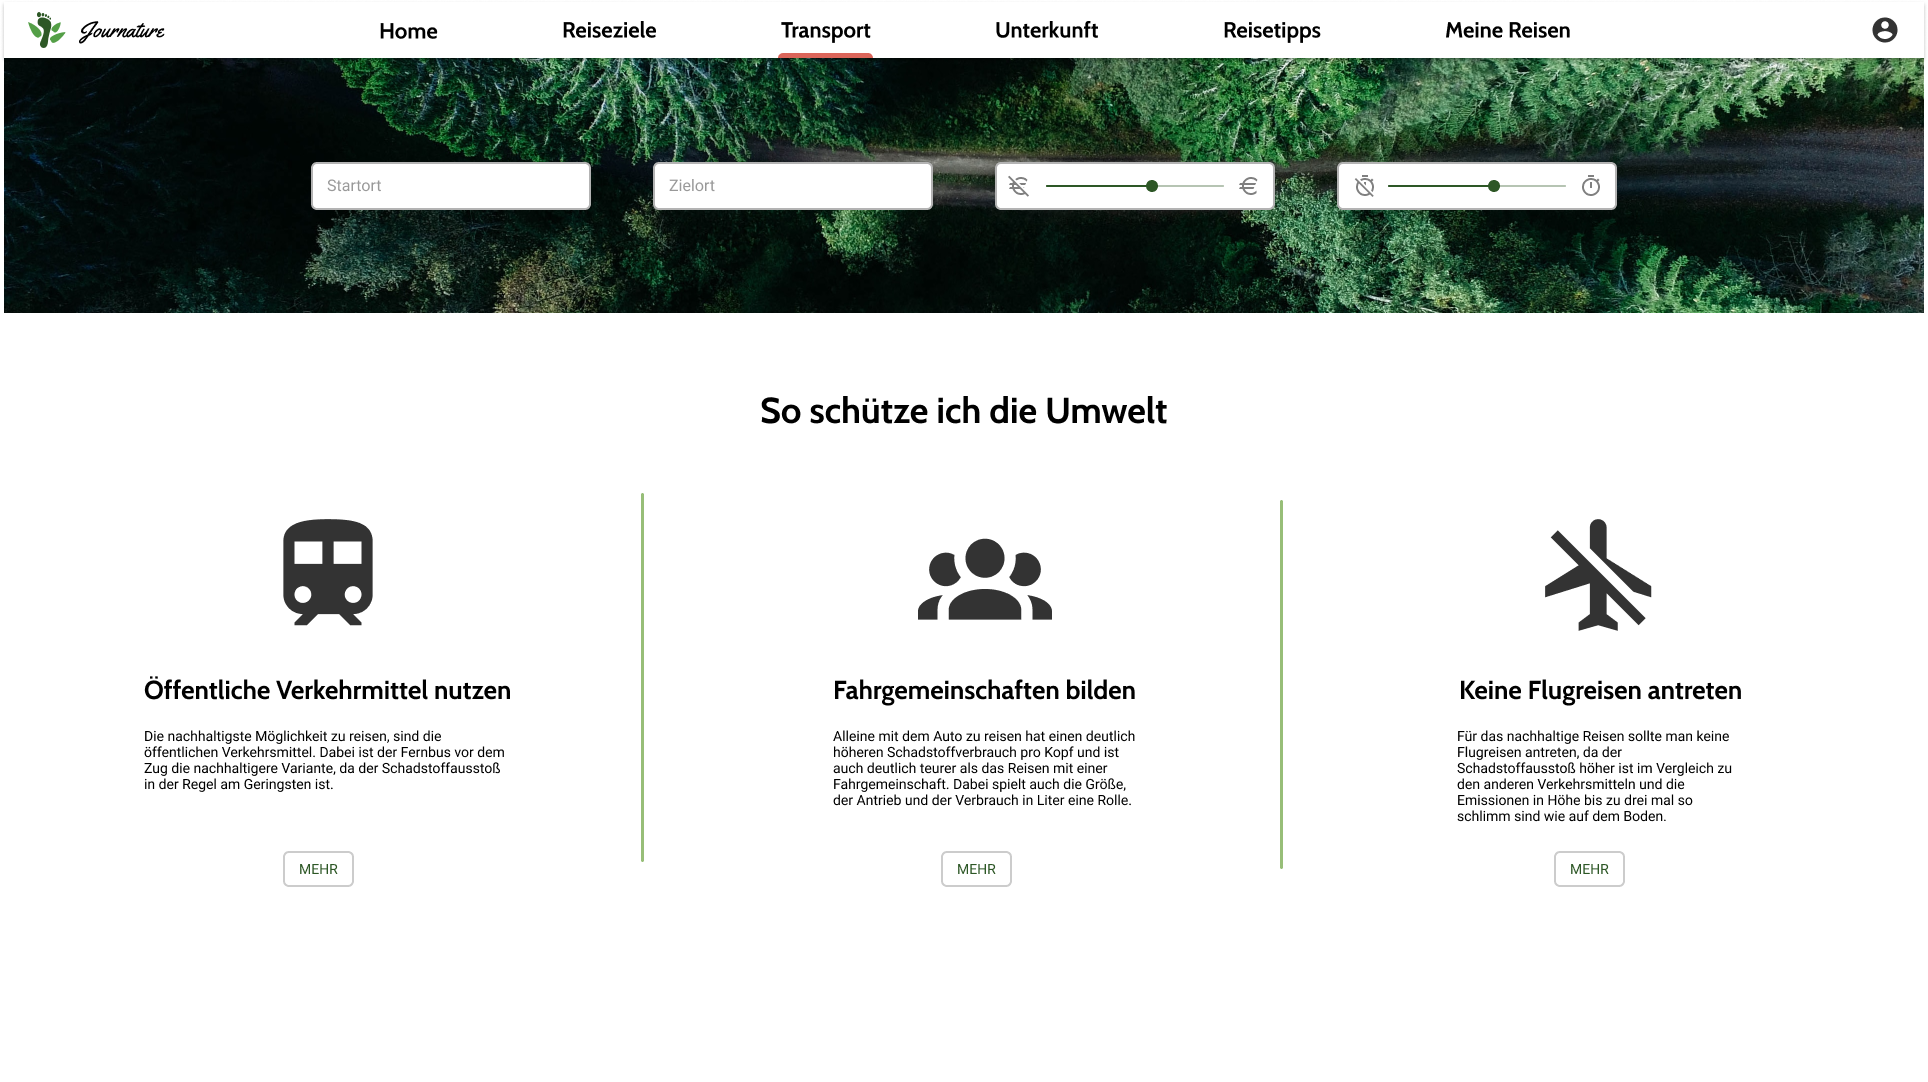 Journature
Home
Reiseziele
Transport
Unterkunft
Reisetipps
Meine Reisen
Startort
Zielort
So schütze ich die Umwelt
Öffentliche Verkehrmittel nutzen
Die nachhaltigste Möglichkeit zu reisen, sind die
öffentlichen Verkehrsmittel. Dabei ist der Fernbus vor dem
Zug die nachhaltigere Variante, da der Schadstoffausstoß
in der Regel am Geringsten ist.
MEHR
Fahrgemeinschaften bilden
Alleine mit dem Auto zu reisen hat einen deutlich
höheren Schadstoffverbrauch pro Kopf und ist
auch deutlich teurer als das Reisen mit einer
Fahrgemeinschaft. Dabei spielt auch die Größe,
der Antrieb und der Verbrauch in Liter eine Rolle.
MEHR
Keine Flugreisen antreten
Für das nachhaltige Reisen sollte man keine
Flugreisen antreten, da der
Schadstoffausstoß höher ist im Vergleich zu
den anderen Verkehrsmitteln und die
Emissionen in Höhe bis zu drei mal so
schlimm sind wie auf dem Boden.
MEHR